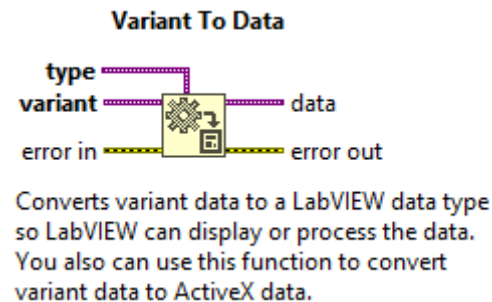 Variant To Data
type
variant
data
error in
error out
Converts variant data to a LabVIEW data type
so LabVIEW can display or process the data.
You also can use this function to convert
variant data to ActiveX data.